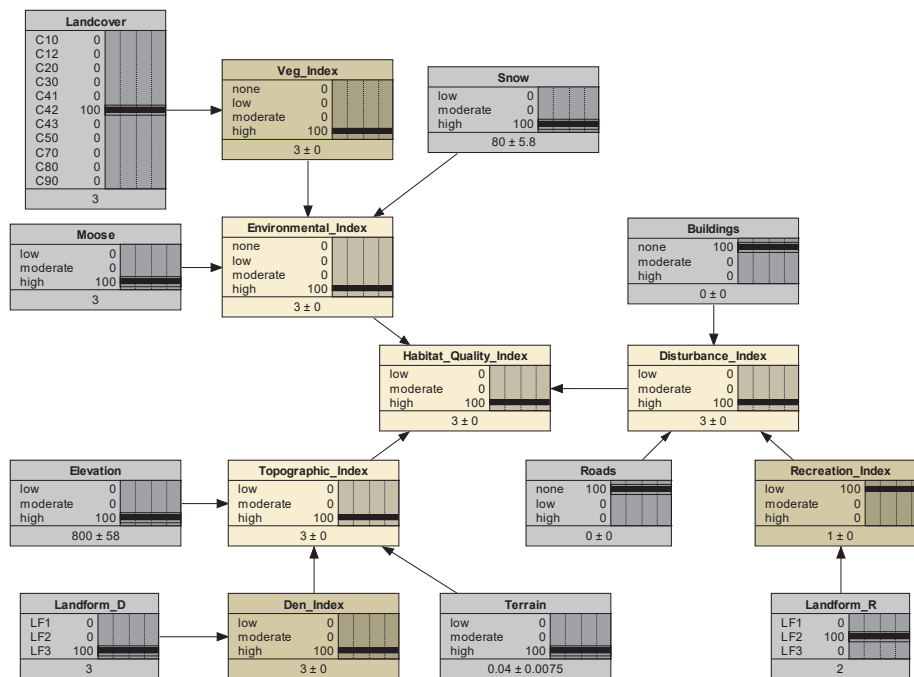 Landcover
C10 0
C12 0
C20 0
C30 0
C41 0
C42 100
C43 0
C50 0
C70 0
C80 0
C90 0
3
Veg_Index
none 0
low 0
moderate 0
high 100
3 ± 0
Snow
low 0
moderate 0
high 100
80 ± 5.8
Moose
low 0
moderate 0
high 100
3
Environmental_Index
none 0
low 0
moderate 0
high 100
3 ± 0
Buildings
none 100
moderate 0
high 0
0 ± 0
Habitat_Quality_Index
low 0
moderate 0
high 100
3 ± 0
Disturbance_Index
low 0
moderate 0
high 100
3 ± 0
Elevation
low 0
moderate 0
high 100
800 ± 58
Topographic_Index
low 0
moderate 0
high 100
3 ± 0
Roads
none 100
low 0
high 0
0 ± 0
Recreation_Index
low 100
moderate 0
high 0
1 ± 0
Landform_D
LF1 0
LF2 0
LF3 100
3
Den_Index
low 0
moderate 0
high 100
3 ± 0
Terrain
low 0
moderate 0
high 100
0.04 ± 0.0075
Landform_R
LF1 0
LF2 100
LF3 0
2